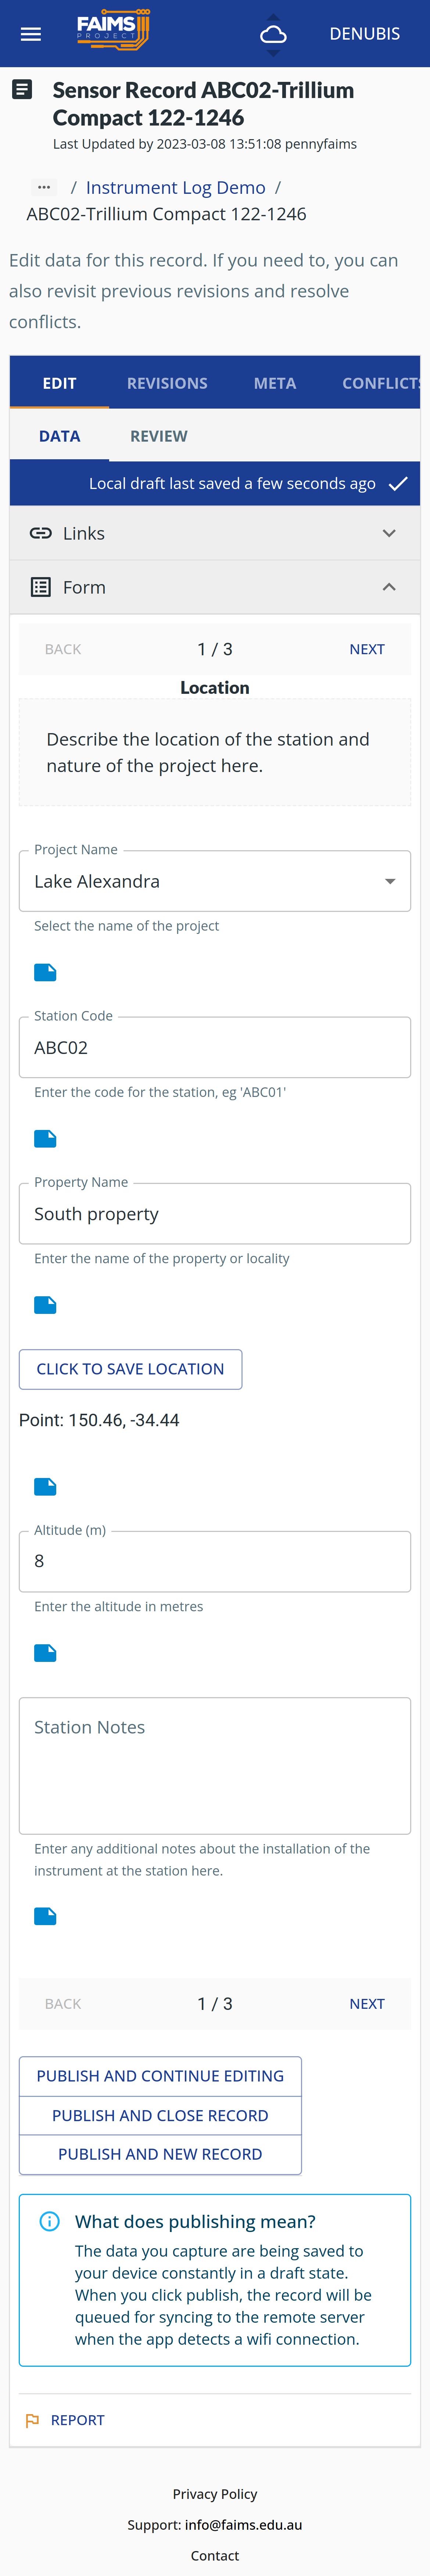 FAIMS
PROJECT
DENUBIS
Sensor Record ABC02-Trillium
Compact 122-1246
Last Updated by 2023-03-08 13:51:08 pennyfaims
... / Instrument Log Demo /
ABC02-Trillium Compact 122-1246
Edit data for this record. If you need to, you can
also revisit previous revisions and resolve
conflicts.
EDIT REVISIONS META CONFLICTS
DATA REVIEW
Local draft last saved a few seconds ago
Links
Form
BACK 1 / 3 NEXT
Location
Describe the location of the station and
nature of the project here.
Project Name
Lake Alexandra
Select the name of the project
Station Code
ABC02
Enter the code for the station, eg 'ABC01'
Property Name
South property
Enter the name of the property or locality
CLICK TO SAVE LOCATION
Point: 150.46, -34.44
Altitude (m)
8
Enter the altitude in metres
Station Notes
Enter any additional notes about the installation of the
instrument at the station here.
BACK 1 / 3 NEXT
PUBLISH AND CONTINUE EDITING
PUBLISH AND CLOSE RECORD
PUBLISH AND NEW RECORD
What does publishing mean?
The data you capture are being saved to
your device constantly in a draft state.
When you click publish, the record will be
queued for syncing to the remote server
when the app detects a wifi connection.
REPORT
Privacy Policy
Support: info@faims.edu.au
Contact